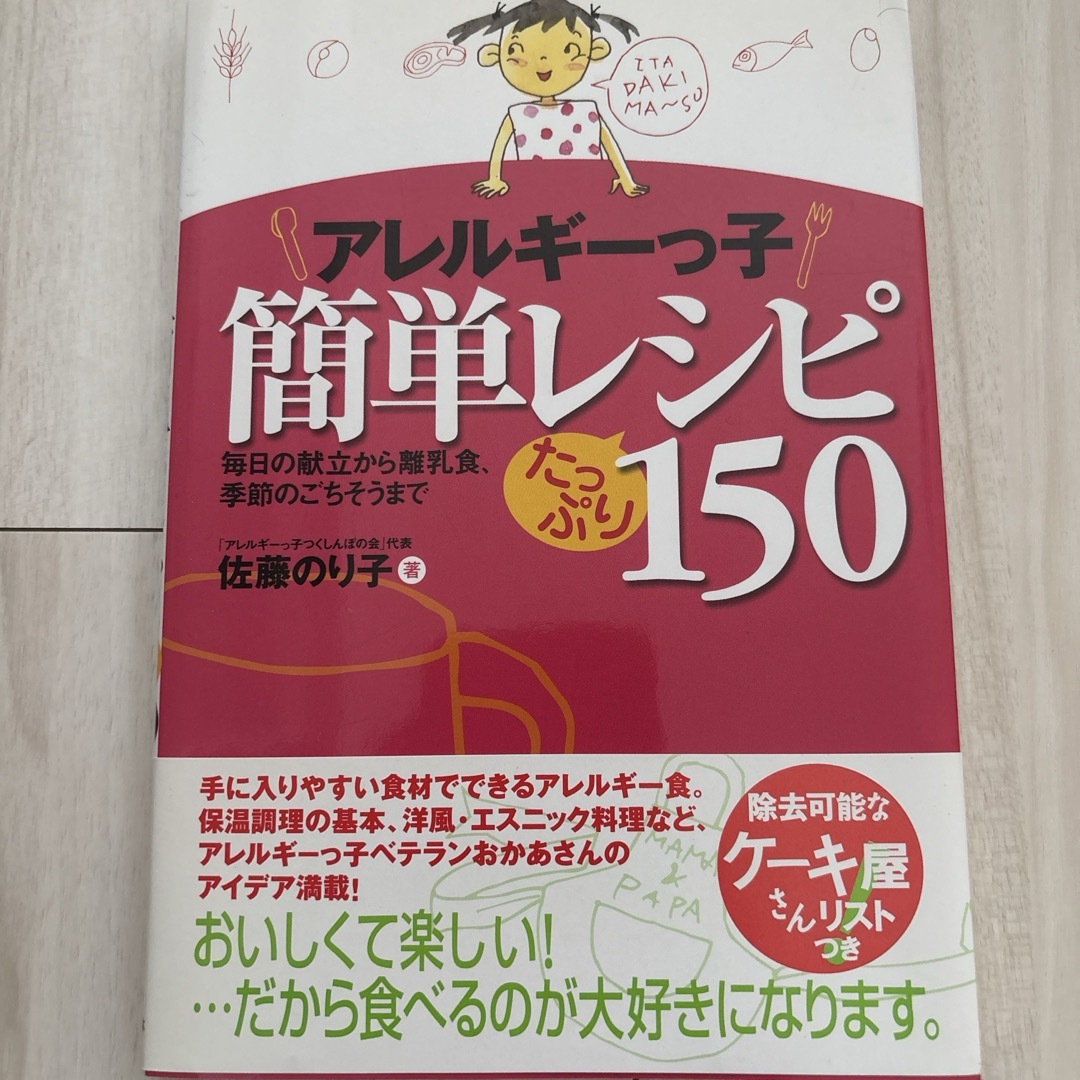 ITA
DAKI
MA〜SU
アレルギーっ子
簡単レシピ
たっぷり
150
毎日の献立から離乳食、
季節のごちそうまで
「アレルギーっ子つくしんぼの会」代表
佐藤のり子 著
手に入りやすい食材でできるアレルギー食。
保温調理の基本、洋風・エスニック料理など、
アレルギーっ子ベテランおかあさんの
アイデア満載!
除去可能な
ケーキ屋
さんリスト
つき
MAMA
&
PAPA
おいしくて楽しい!
…だから食べるのが大好きになります。